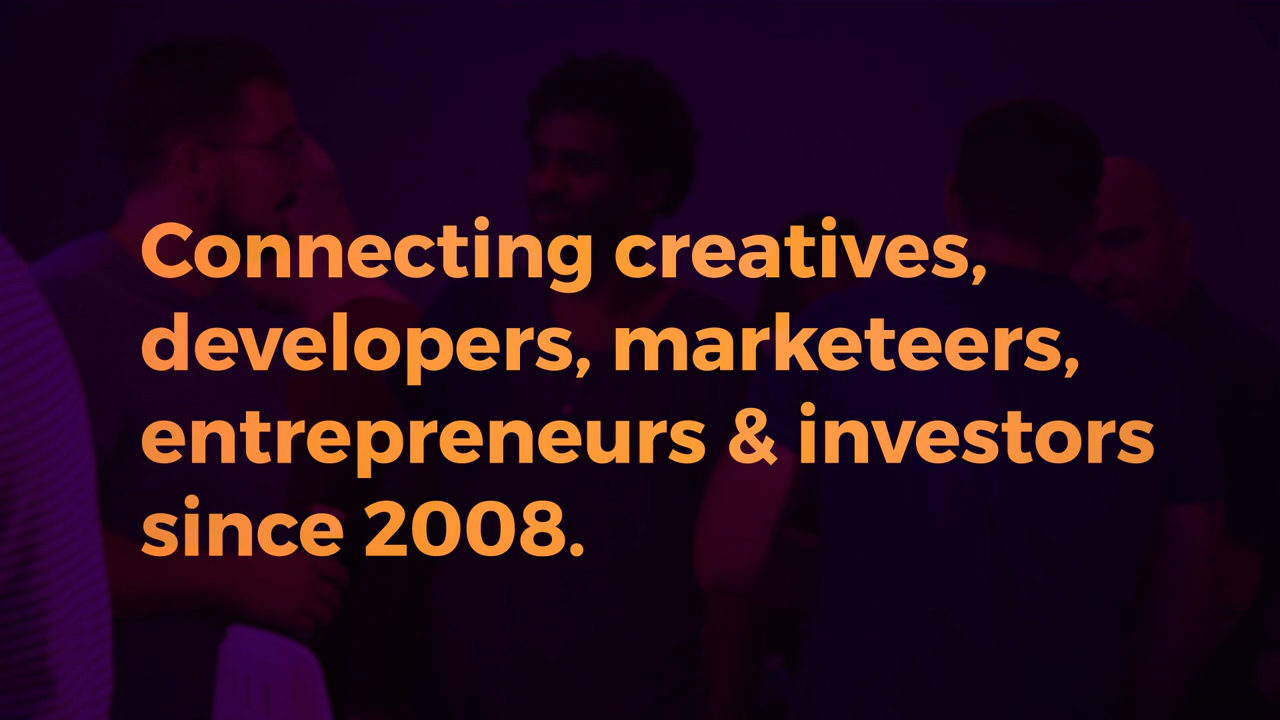 Connecting creatives,
developers, marketeers,
entrepreneurs & investors
since 2008.